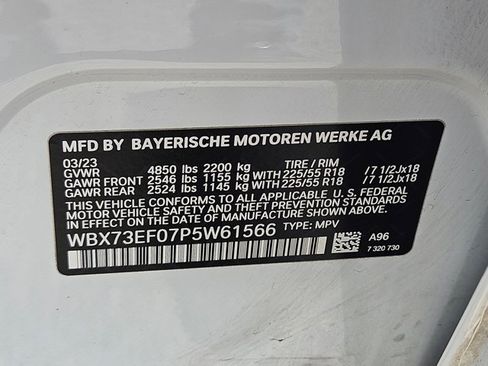 MFD BY BAYERISCHE MOTOREN WERKE AG
03/23 TIRE / RIM
GVWR 4850 lbs 2200 kg
GAWR FRONT 2546 lbs 1155 kg WITH 225/55 R18 / 7 1/2Jx18
GAWR REAR 2524 lbs 1145 kg WITH 225/55 R18 / 7 1/2Jx18
THIS VEHICLE CONFORMS TO ALL APPLICABLE U. S. FEDERAL
MOTOR VEHICLE SAFETY AND THEFT PREVENTION STANDARDS
IN EFFECT ON THE DATE OF MANUFACTURE SHOWN ABOVE.
WBX73EF07P5W61566 TYPE: MPV
A96
7 320 730